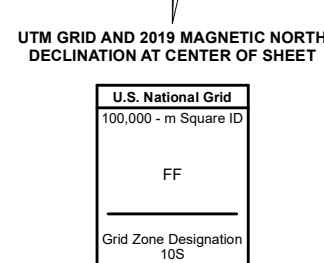 UTM GRID AND 2019 MAGNETIC NORTH
DECLINATION AT CENTER OF SHEET
U.S. National Grid
100,000 - m Square ID
FF
Grid Zone Designation
10S